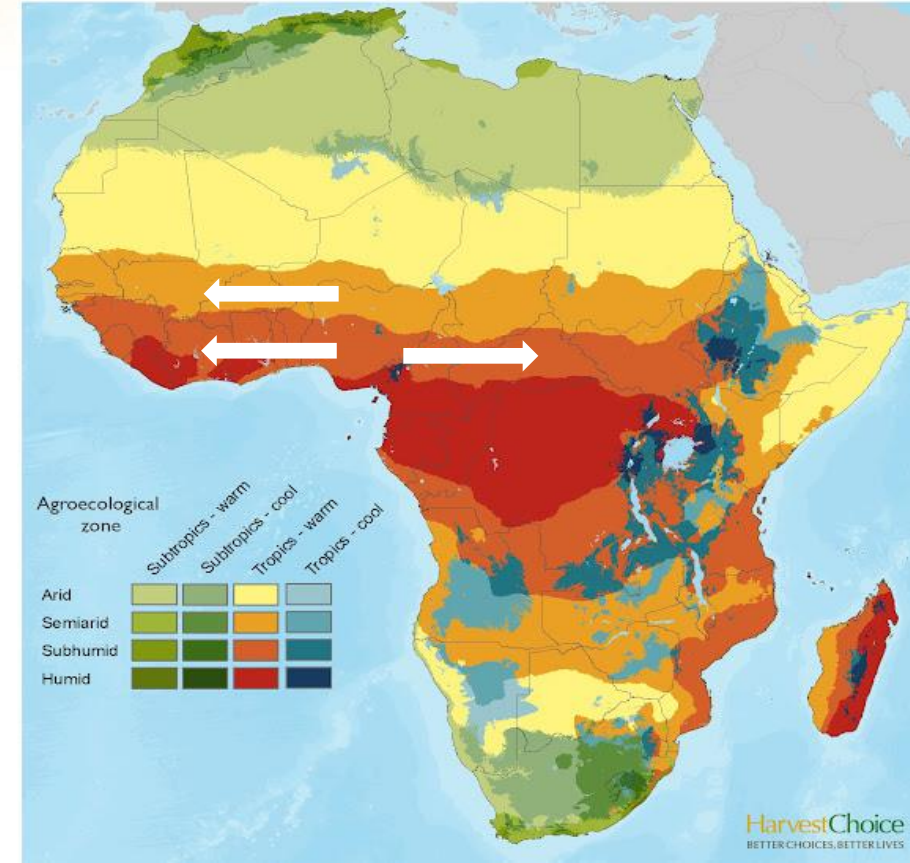 Agroecological
zone
Subtropics - warm
Subtropics - cool
Tropics - warm
Tropics - cool
Arid
Semiarid
Subhumid
Humid
HarvestChoice
BETTER CHOICES, BETTER LIVES